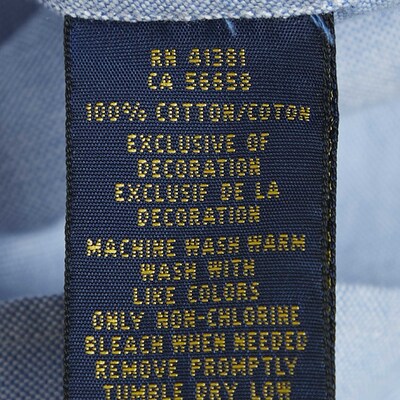 RN 41381
CA 56658
100% COTTON/COTON
EXCLUSIVE OF
DECORATION
EXCLUSIF DE LA
DECORATION
MACHINE WASH WARM
WASH WITH
LIKE COLORS
ONLY NON-CHLORINE
BLEACH WHEN NEEDED
REMOVE PROMPTLY
TUMBLE DRY LOW